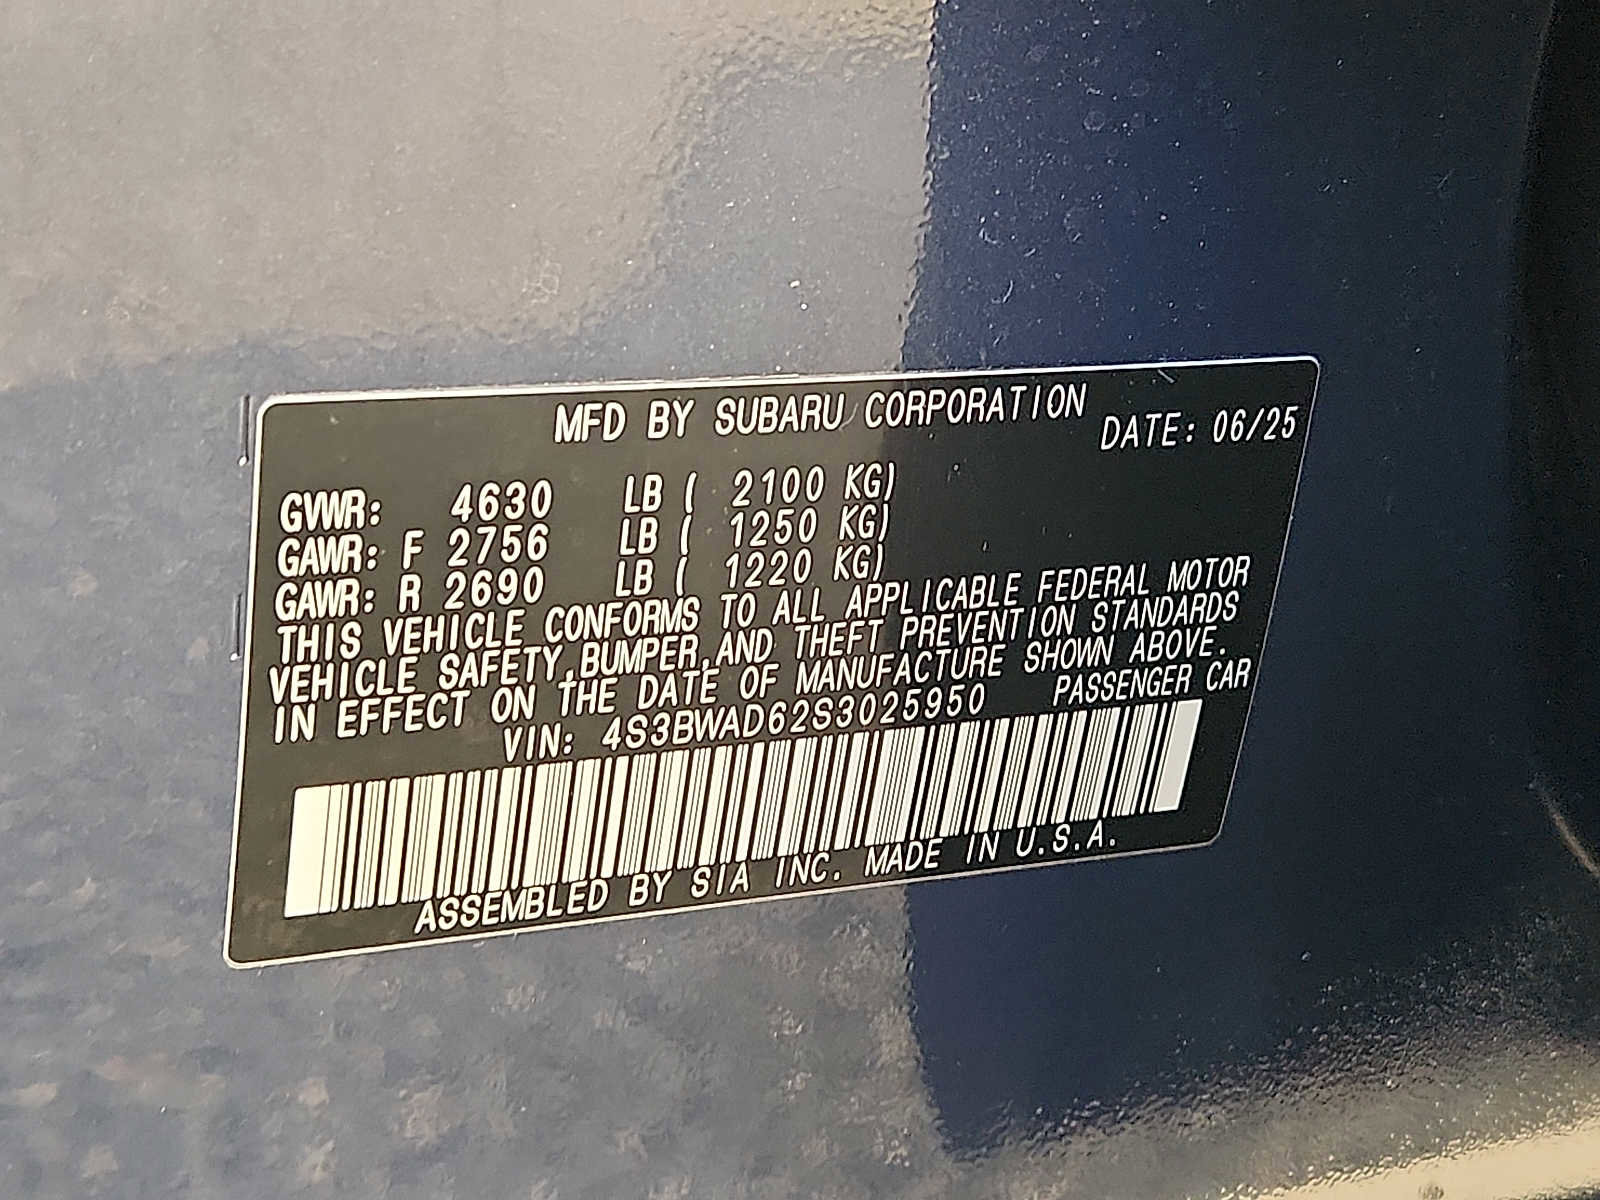 MFD BY SUBARU CORPORATION
DATE: 06/25
GVWR: 4630 LB ( 2100 KG)
GAWR: F 2756 LB ( 1250 KG)
GAWR: R 2690 LB ( 1220 KG)
THIS VEHICLE CONFORMS TO ALL APPLICABLE FEDERAL MOTOR
VEHICLE SAFETY,BUMPER,AND THEFT PREVENTION STANDARDS
IN EFFECT ON THE DATE OF MANUFACTURE SHOWN ABOVE.
VIN: 4S3BWAD62S3025950 PASSENGER CAR
ASSEMBLED BY SIA INC. MADE IN U.S.A.